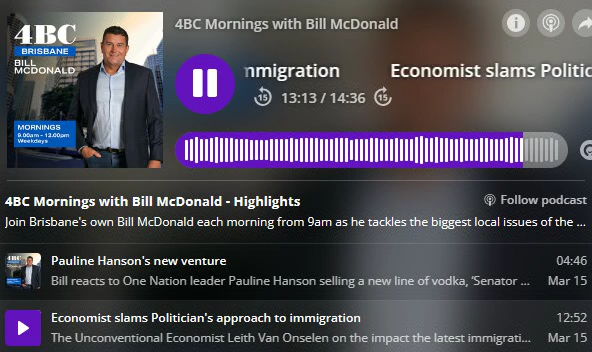 4BC
BRISBANE
BILL
MCDONALD
MORNINGS
9.00am - 12.00pm
Weekdays
4BC Mornings with Bill McDonald
mmigration Economist slams Politic
15 13:13 / 14:36 15
4BC Mornings with Bill McDonald - Highlights
Follow podcast
Join Brisbane's own Bill McDonald each morning from 9am as he tackles the biggest local issues of the ...
4BC
Pauline Hanson's new venture 04:46
Bill reacts to One Nation leader Pauline Hanson selling a new line of vodka, 'Senator ... Mar 15
Economist slams Politician's approach to immigration 12:52
The Unconventional Economist Leith Van Onselen on the impact the latest immigrati... Mar 15